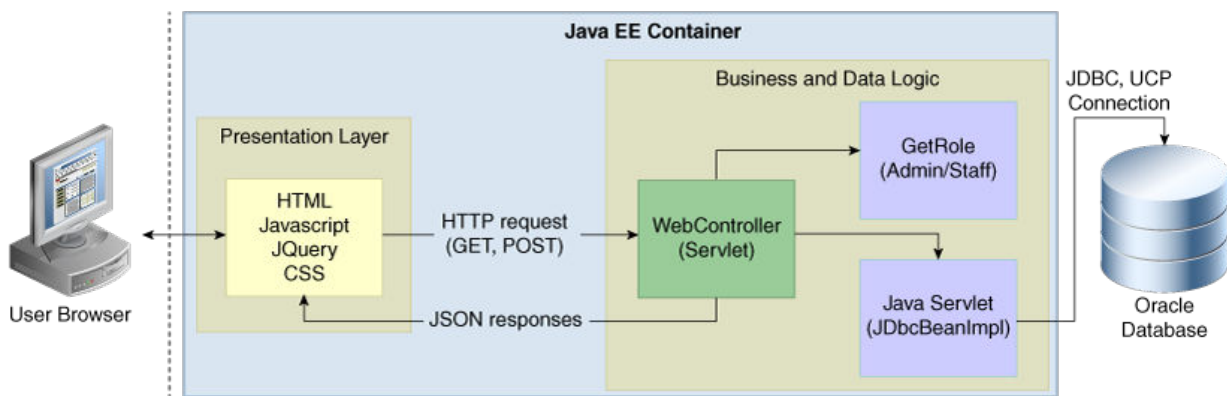 Java EE Container
Business and Data Logic
JDBC, UCP
Connection
Presentation Layer
GetRole
(Admin/Staff)
HTML
Javascript
JQuery
CSS
HTTP request
(GET, POST)
WebController
(Servlet)
User Browser
JSON responses
Java Servlet
(JDbcBeanImpl)
Oracle
Database